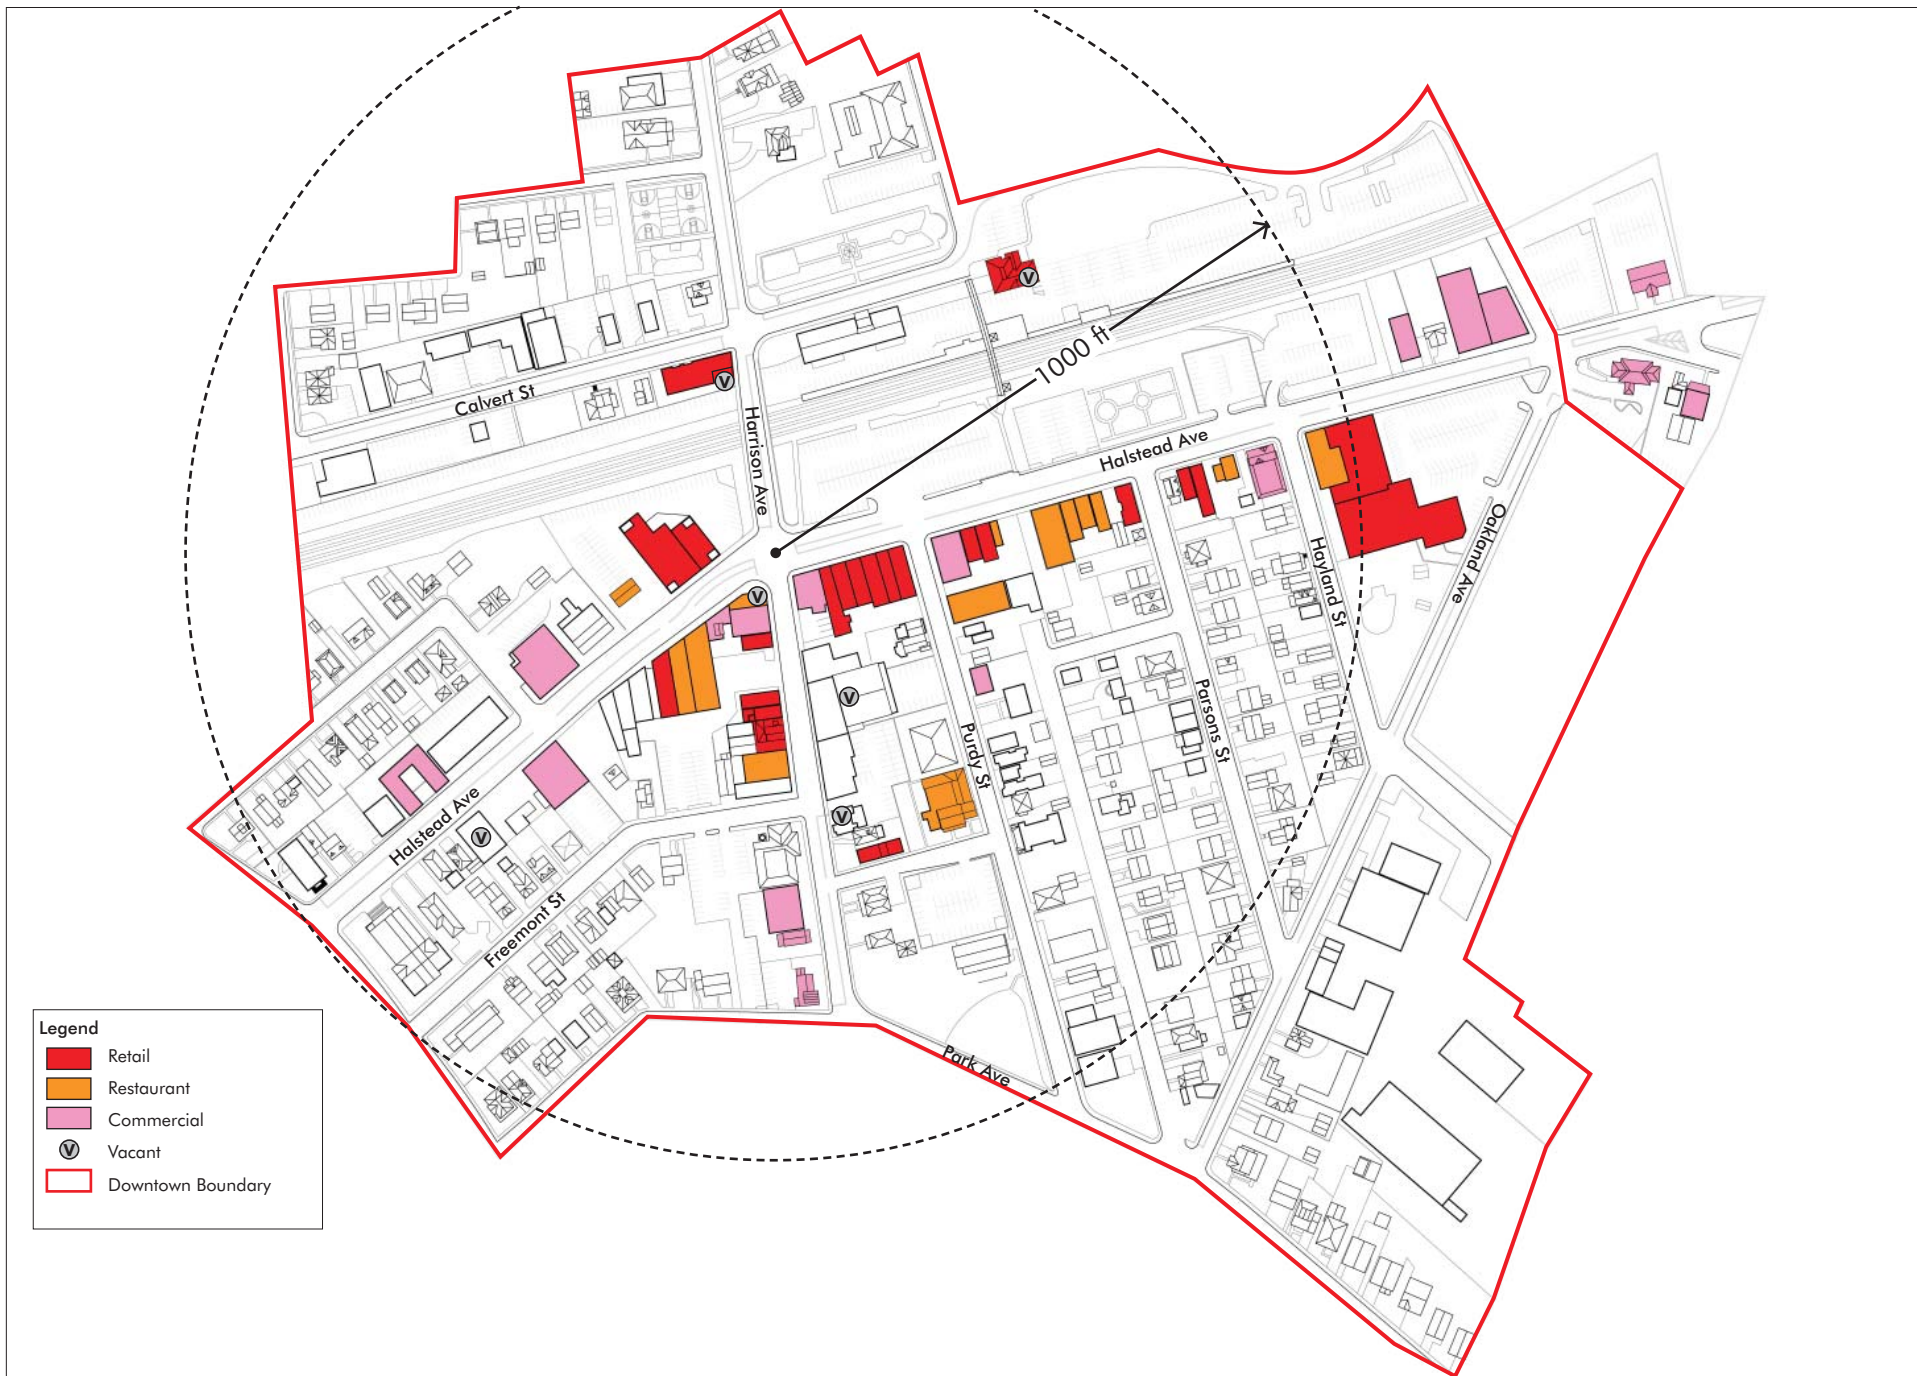 V
1000 ft
Calvert St
V
Harrison Ave
Halstead Ave
Oakland Ave
Hayland St
V
V
Parsons St
Purdy St
V
V
Halstead Ave
Freemont St
Park Ave
Legend
Retail
Restaurant
Commercial
V Vacant
Downtown Boundary